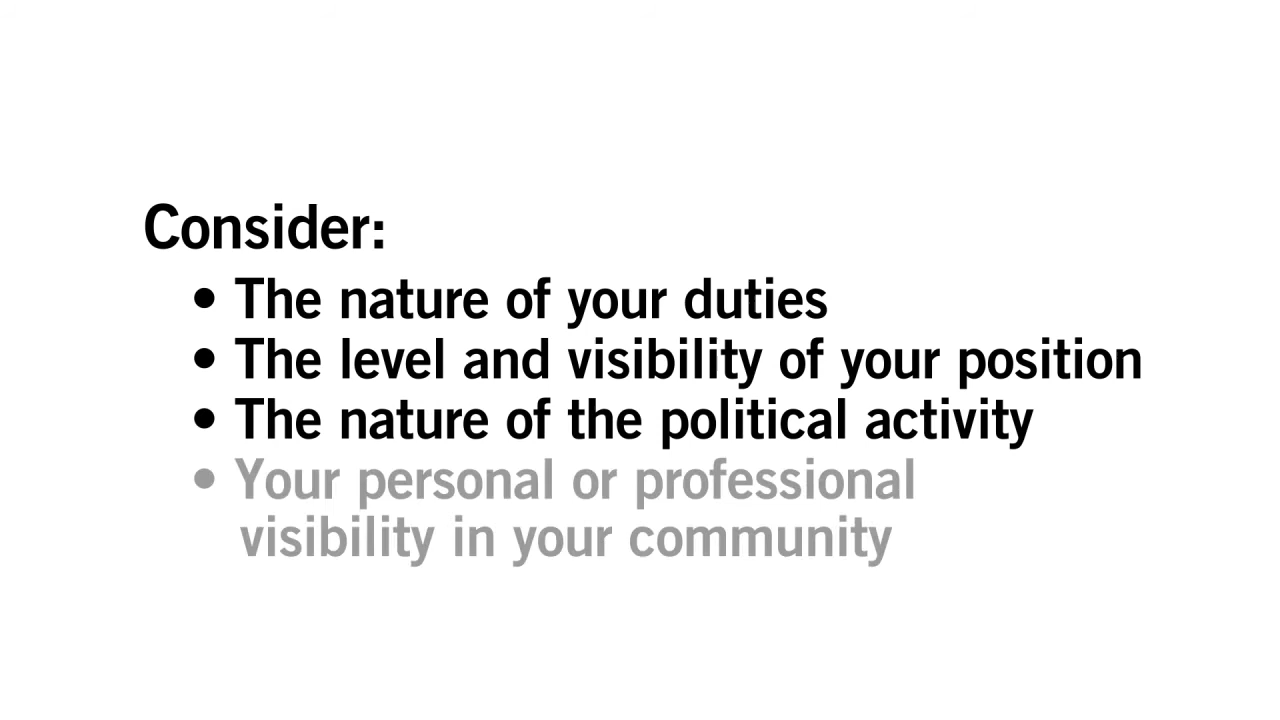 Consider:
• The nature of your duties
• The level and visibility of your position
• The nature of the political activity
• Your personal or professional
visibility in your community